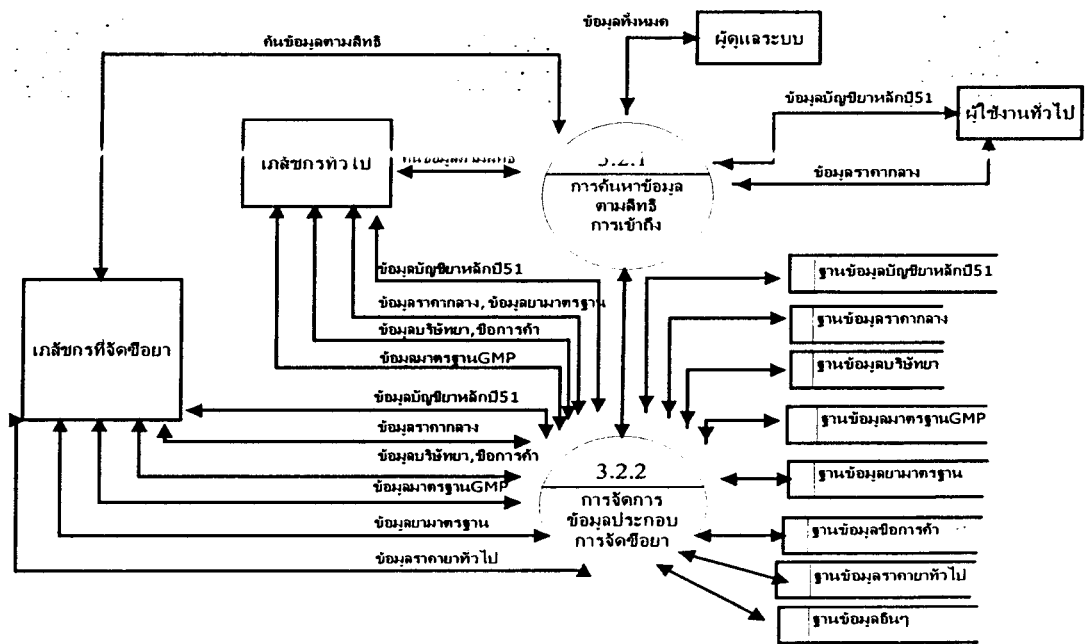 ข้อมูลทั้งหมด
ผู้ดูแลระบบ
ค้นข้อมูลตามสิทธิ
ข้อมูลบัญชียาหลักปี51
ผู้ใช้งานทั่วไป
เภสัชกรทั่วไป
ค้นข้อมูลตามสิทธิ
3.2.1
การค้นหาข้อมูล
ตามสิทธิ
การเข้าถึง
ข้อมูลราคากลาง
ข้อมูลบัญชียาหลักปี51
ฐานข้อมูลบัญชียาหลักปี51
ข้อมูลราคากลาง,ข้อมูลยามาตรฐาน
ฐานข้อมูลราคากลาง
ข้อมูลบริษัทยา,ชื่อการค้า
เภสัชกรที่จัดซื้อยา
ข้อมูลมาตรฐานGMP
ฐานข้อมูลบริษัทยา
ข้อมูลบัญชียาหลักปี51
ฐานข้อมูลมาตรฐานGMP
ข้อมูลราคากลาง
ข้อมูลบริษัทยา,ชื่อการค้า
3.2.2
การจัดการ
ข้อมูลประกอบ
การจัดซื้อยา
ฐานข้อมูลยามาตรฐาน
ข้อมูลมาตรฐานGMP
ข้อมูลยามาตรฐาน
ฐานข้อมูลชื่อการค้า
ข้อมูลราคายาทั่วไป
ฐานข้อมูลราคายาทั่วไป
ฐานข้อมูลอื่นๆ